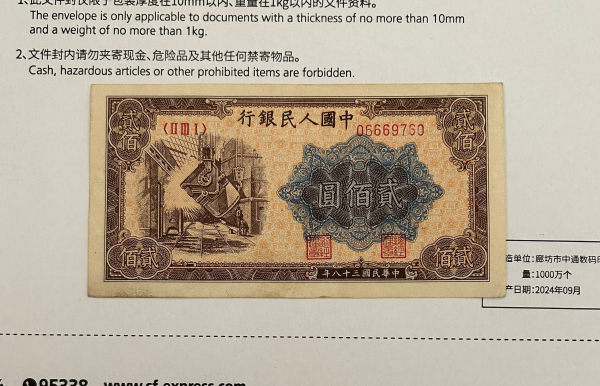 1、此文件封仅限于包装厚度在10mm以内、重量在1kg以内的文件资料。
The envelope is only applicable to documents with a thickness of no more than 10mm
and a weight of no more than 1kg.
2、文件封内请勿夹寄现金、危险品及其他任何禁寄物品。
Cash, hazardous articles or other prohibited items are forbidden.
中國人民銀行
(II III I) 06669760
貳佰
貳佰
貳佰圓
貳佰
貳佰
中華民國三十八年
造单位:廊坊市中通数码
量:1000万个
产日期:2024年09月
95338 www.sf-express.com